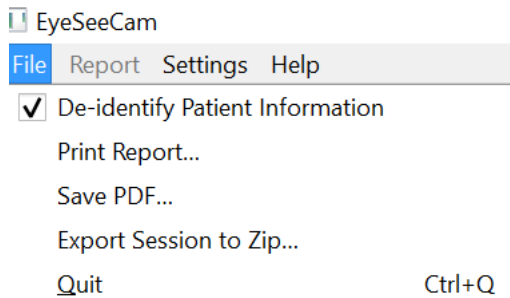 EyeSeeCam
File Report Settings Help
De-identify Patient Information
Print Report...
Save PDF...
Export Session to Zip...
Quit Ctrl+Q